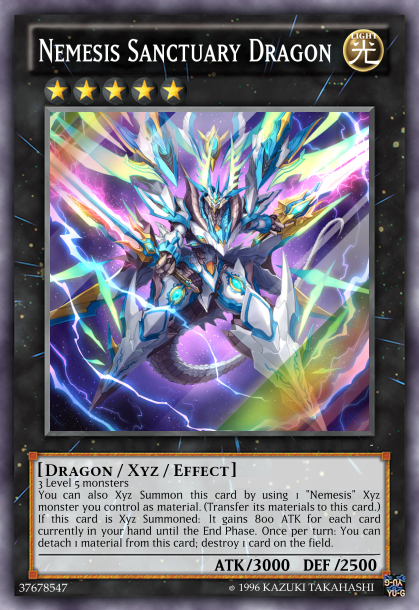 NEMESIS SANCTUARY DRAGON
LIGHT
光
[DRAGON / XYZ / EFFECT]
3 Level 5 monsters
You can also Xyz Summon this card by using 1 "Nemesis" Xyz
monster you control as material. (Transfer its materials to this card.)
If this card is Xyz Summoned: It gains 800 ATK for each card
currently in your hand until the End Phase. Once per turn: You can
detach 1 material from this card; destroy 1 card on the field.
ATK/3000 DEF/2500
37678547
© 1996 KAZUKI TAKAHASHI